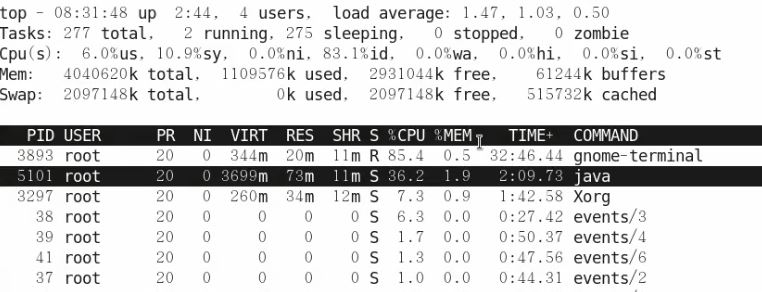 top - 08:31:48 up  2:44,  4 users,  load average: 1.47, 1.03, 0.50
Tasks: 277 total,   2 running, 275 sleeping,   0 stopped,   0 zombie
Cpu(s):  6.0%us, 10.9%sy,  0.0%ni, 83.1%id,  0.0%wa,  0.0%hi,  0.0%si,  0.0%st
Mem:   4040620k total,  1109576k used,  2931044k free,    61244k buffers
Swap:  2097148k total,        0k used,  2097148k free,   515732k cached
PID USER      PR  NI  VIRT  RES  SHR S %CPU %MEM    TIME+  COMMAND
3893 root      20   0  344m  20m  11m R 85.4  0.5  32:46.44 gnome-terminal
5101 root      20   0 3699m  73m  11m S 36.2  1.9   2:09.73 java
3297 root      20   0  260m  34m  12m S  7.3  0.9   1:42.58 Xorg
38 root      20   0     0    0    0 S  6.3  0.0   0:27.42 events/3
39 root      20   0     0    0    0 S  1.7  0.0   0:50.37 events/4
41 root      20   0     0    0    0 S  1.3  0.0   0:47.56 events/6
37 root      20   0     0    0    0 S  1.0  0.0   0:44.31 events/2